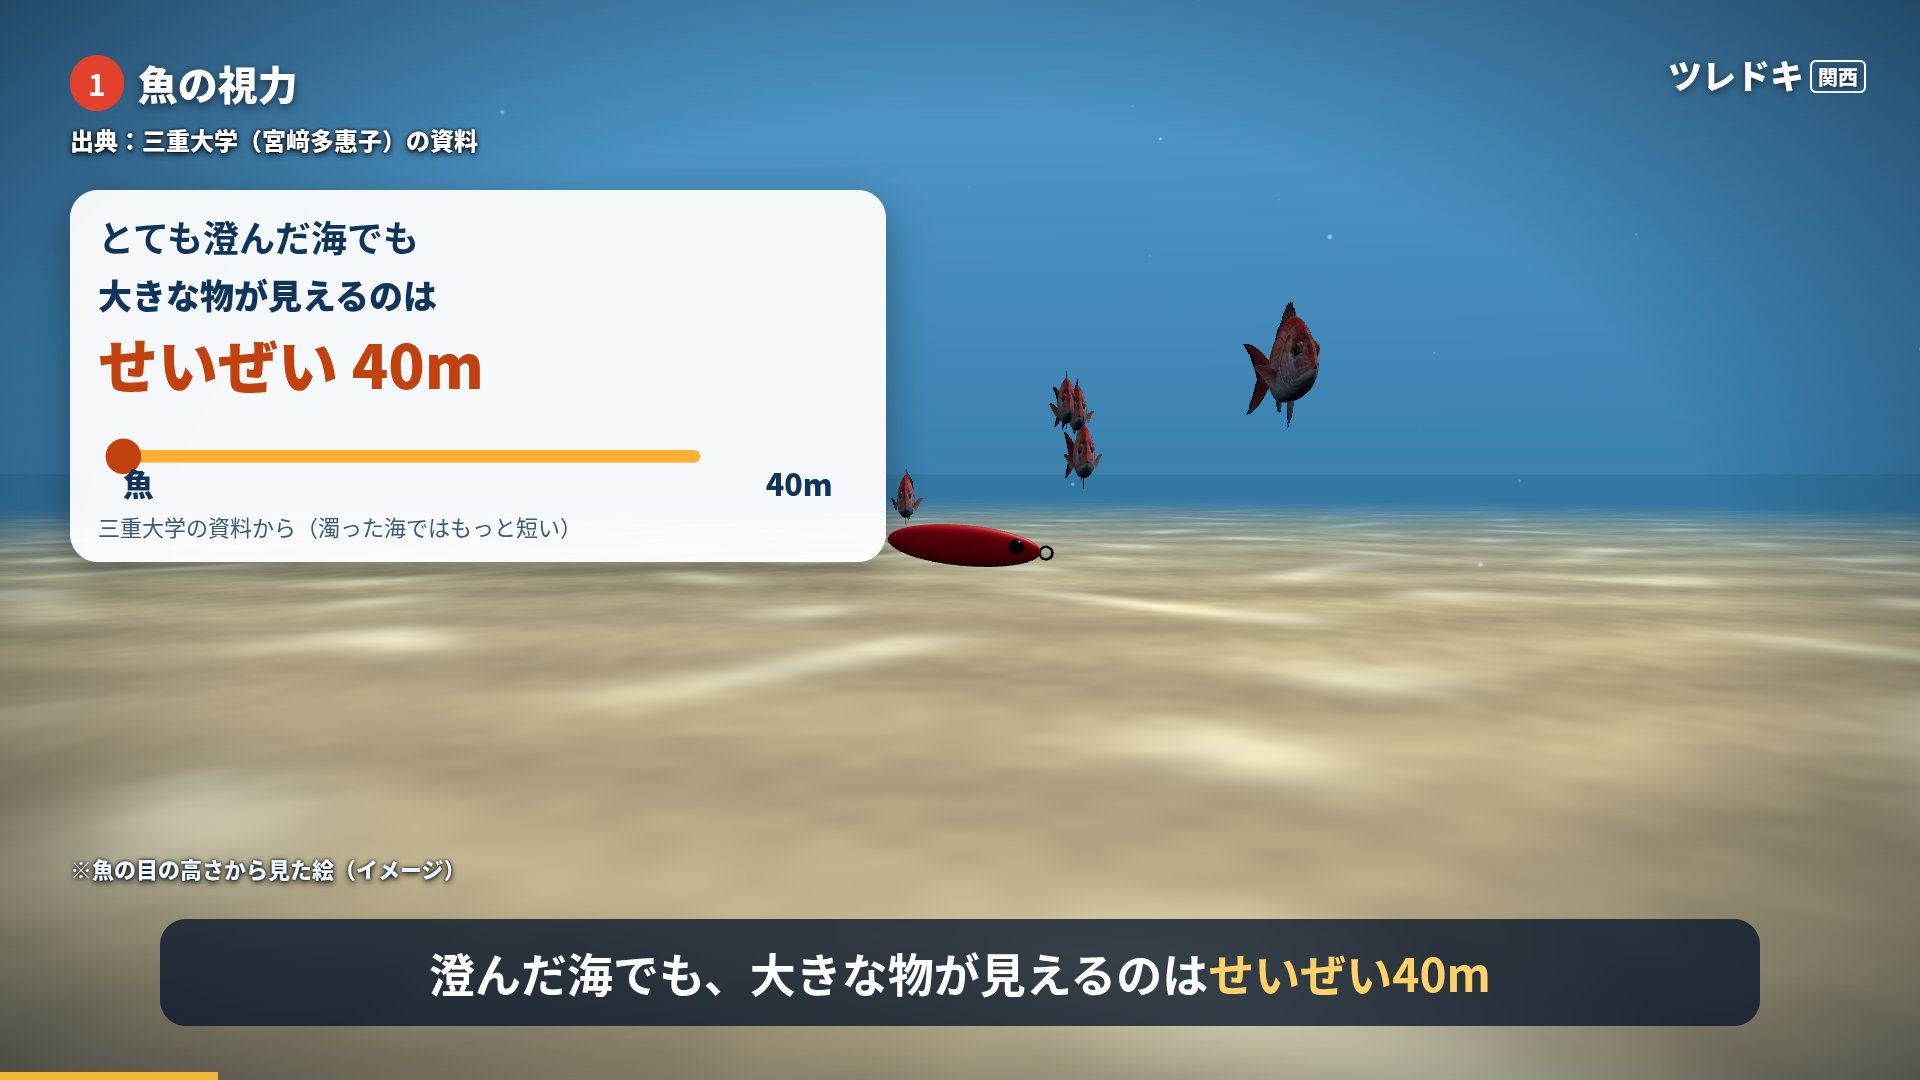 1 魚の視力
ツレドキ 関西
出典：三重大学（宮﨑多惠子）の資料
とても澄んだ海でも
大きな物が見えるのは
せいぜい 40m
魚 40m
三重大学の資料から（濁った海ではもっと短い）
※魚の目の高さから見た絵（イメージ）
澄んだ海でも、大きな物が見えるのはせいぜい40m